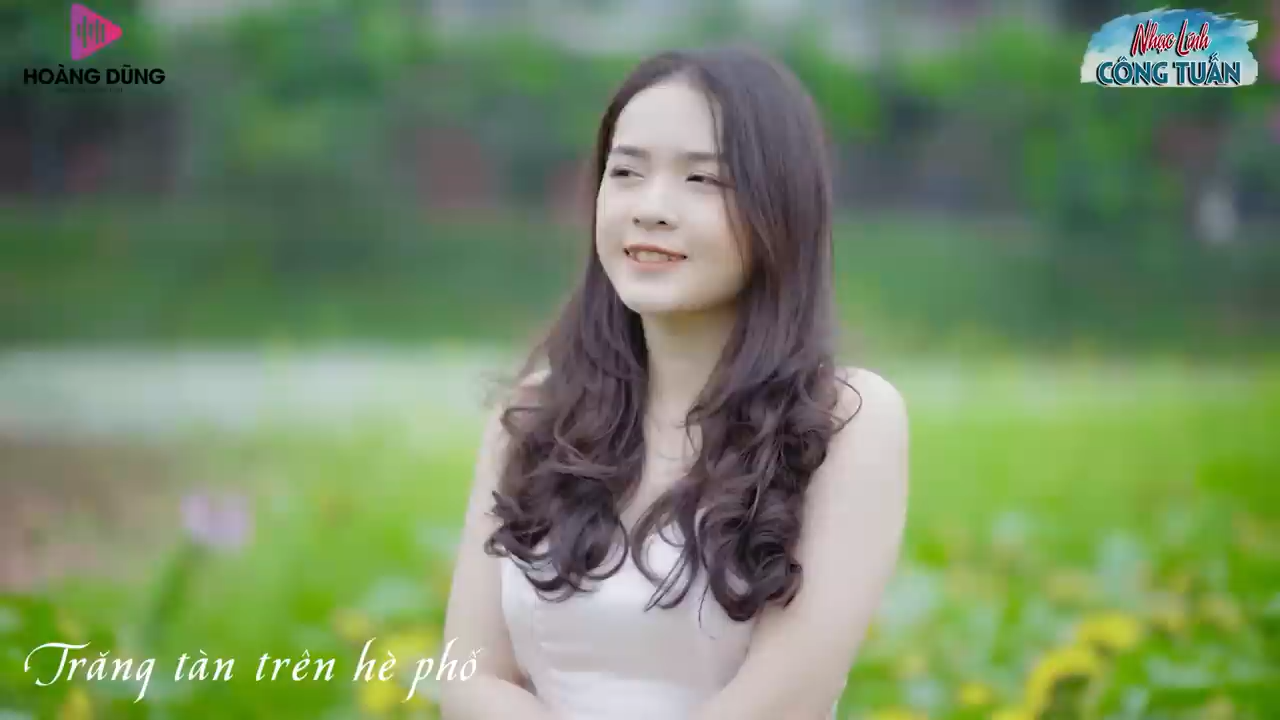 HOÀNG DŨNG
Nhạc Lính
CÔNG TUẤN
Trăng tàn trên hè phố